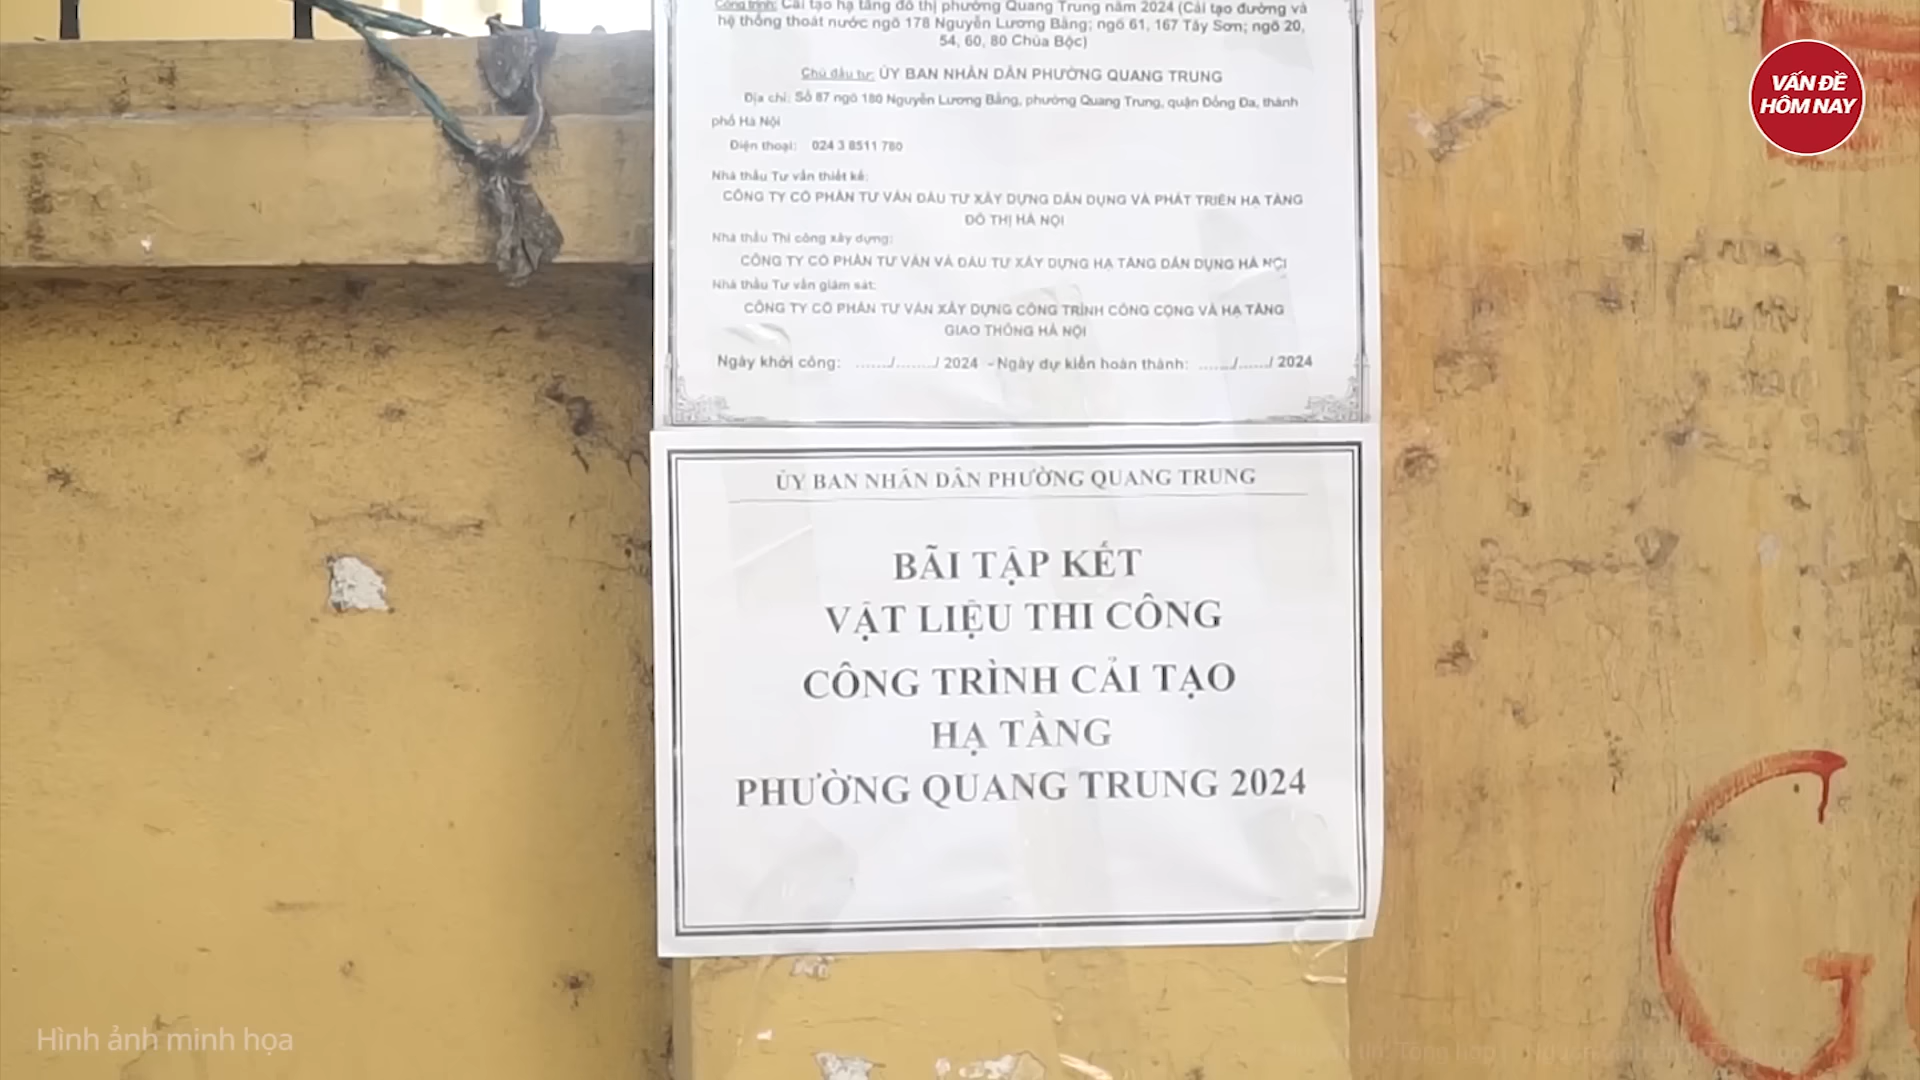 Công trình: Cải tạo hạ tầng đô thị phường Quang Trung năm 2024 (Cải tạo đường và
hệ thống thoát nước ngõ 178 Nguyễn Lương Bằng; ngõ 61, 167 Tây Sơn; ngõ 20,
54, 60, 80 Chùa Bộc)
Chủ đầu tư: ỦY BAN NHÂN DÂN PHƯỜNG QUANG TRUNG
Địa chỉ: Số 87 ngõ 180 Nguyễn Lương Bằng, phường Quang Trung, quận Đống Đa, thành
phố Hà Nội
Điện thoại: 024 3 8511 780
Nhà thầu Tư vấn thiết kế:
CÔNG TY CỔ PHẦN TƯ VẤN ĐẦU TƯ XÂY DỰNG DÂN DỤNG VÀ PHÁT TRIỂN HẠ TẦNG
ĐÔ THỊ HÀ NỘI
Nhà thầu Thi công xây dựng:
CÔNG TY CỔ PHẦN TƯ VẤN VÀ ĐẦU TƯ XÂY DỰNG HẠ TẦNG DÂN DỤNG HÀ NỘI
Nhà thầu Tư vấn giám sát:
CÔNG TY CỔ PHẦN TƯ VẤN XÂY DỰNG CÔNG TRÌNH CÔNG CỘNG VÀ HẠ TẦNG
GIAO THÔNG HÀ NỘI
Ngày khởi công: ......./......../ 2024 - Ngày dự kiến hoàn thành: ......./....../ 2024
ỦY BAN NHÂN DÂN PHƯỜNG QUANG TRUNG
BÃI TẬP KẾT
VẬT LIỆU THI CÔNG
CÔNG TRÌNH CẢI TẠO
HẠ TẦNG
PHƯỜNG QUANG TRUNG 2024
VẤN ĐỀ
HÔM NAY
G
Hình ảnh minh họa